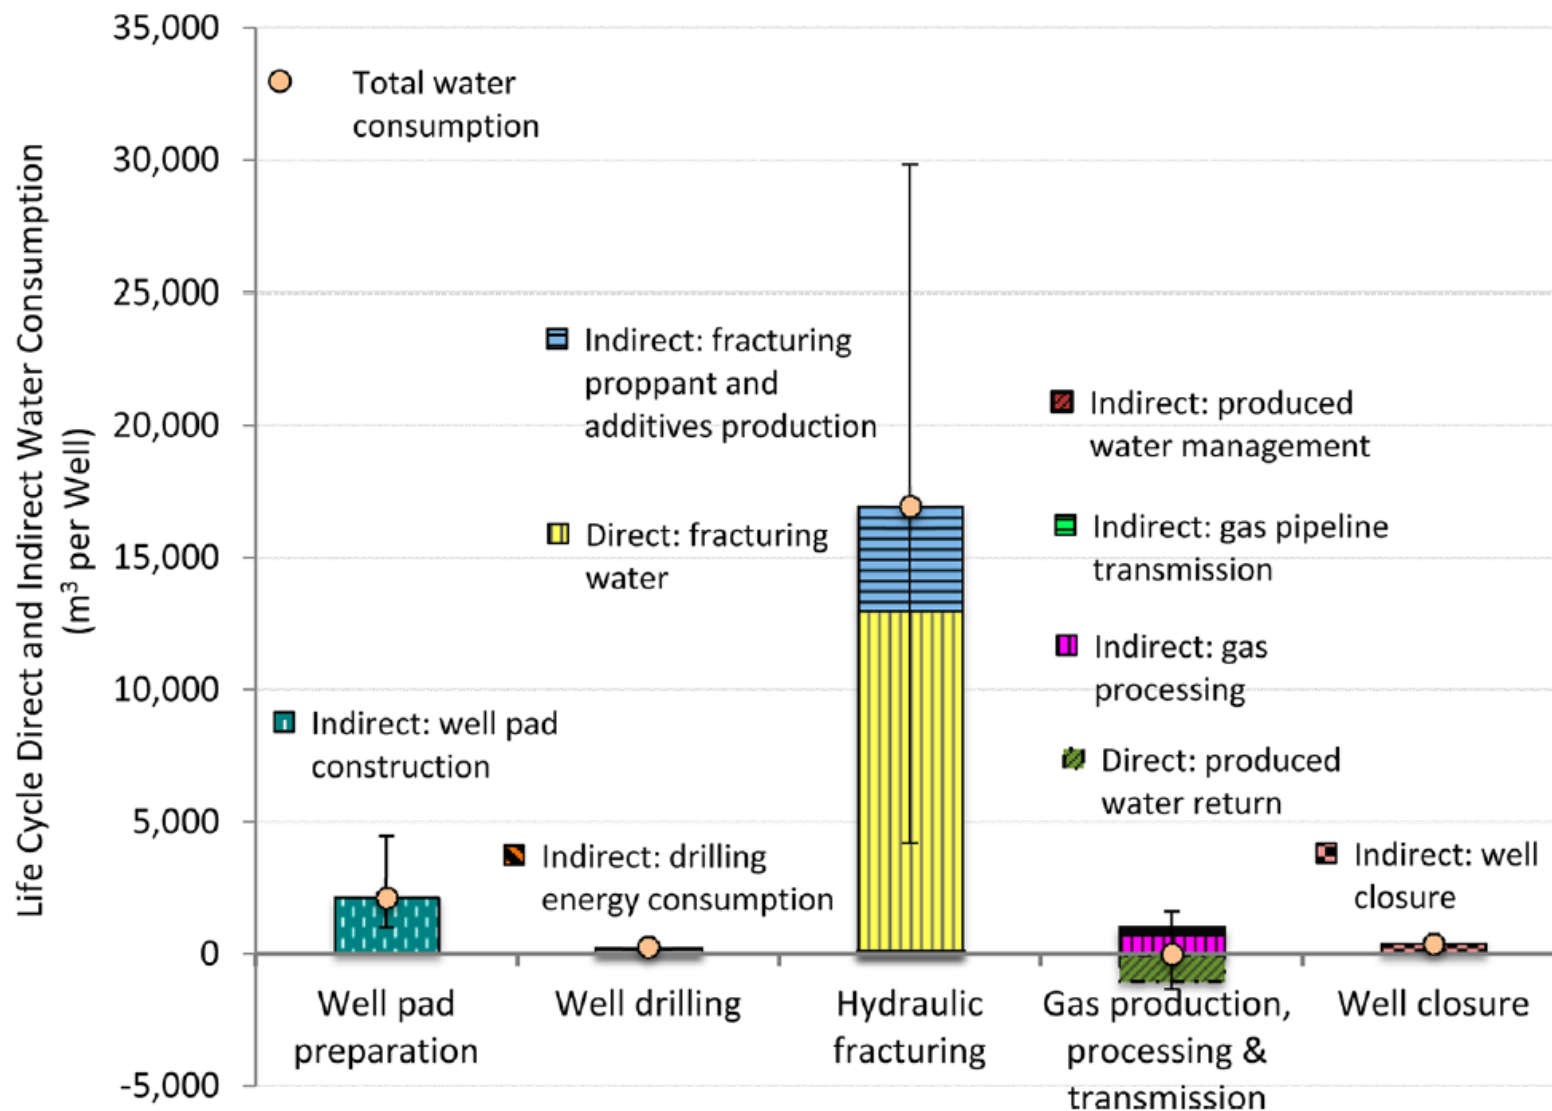 Life Cycle Direct and Indirect Water Consumption
(m³ per Well)
35,000
30,000
25,000
20,000
15,000
10,000
5,000
0
-5,000
Total water
consumption
Indirect: fracturing
proppant and
additives production
Direct: fracturing
water
Indirect: produced
water management
Indirect: gas pipeline
transmission
Indirect: gas
processing
Direct: produced
water return
Indirect: well pad
construction
Indirect: drilling
energy consumption
Indirect: well
closure
Well pad
preparation
Well drilling
Hydraulic
fracturing
Gas production,
processing &
transmission
Well closure